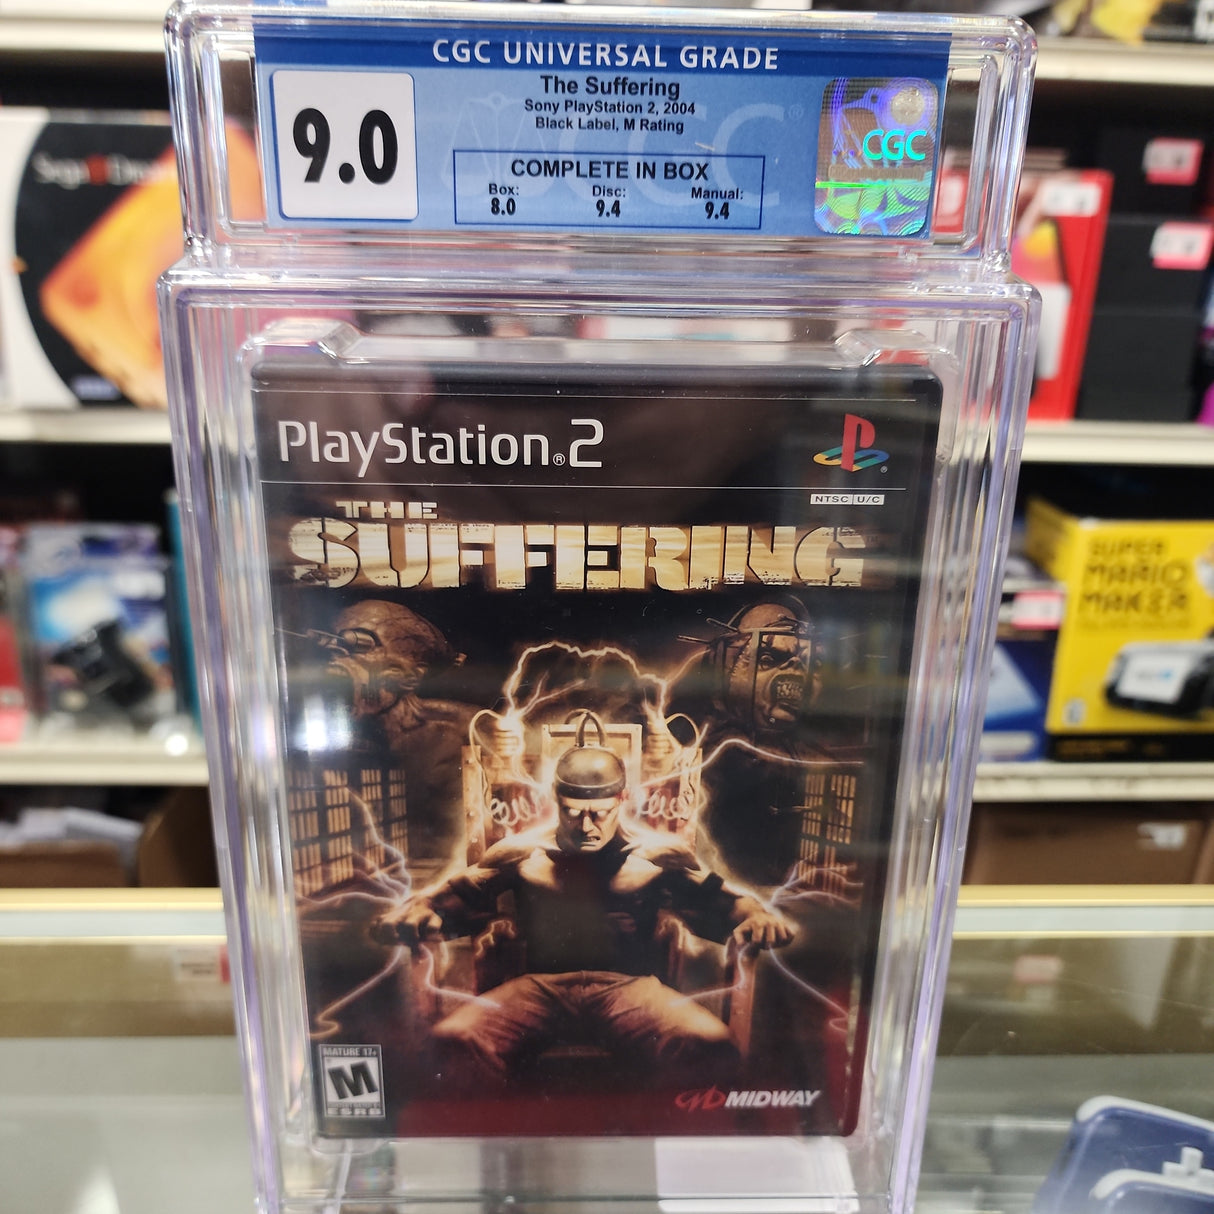 CGC UNIVERSAL GRADE
9.0
The Suffering
Sony PlayStation 2, 2004
Black Label, M Rating
COMPLETE IN BOX
Box: Disc: Manual:
8.0 9.4 9.4
CGC
PlayStation®2
NTSC U/C
THE
SUFFERING
MATURE 17+
M
ESRB
MIDWAY
SUPER
MARIO
MAKER